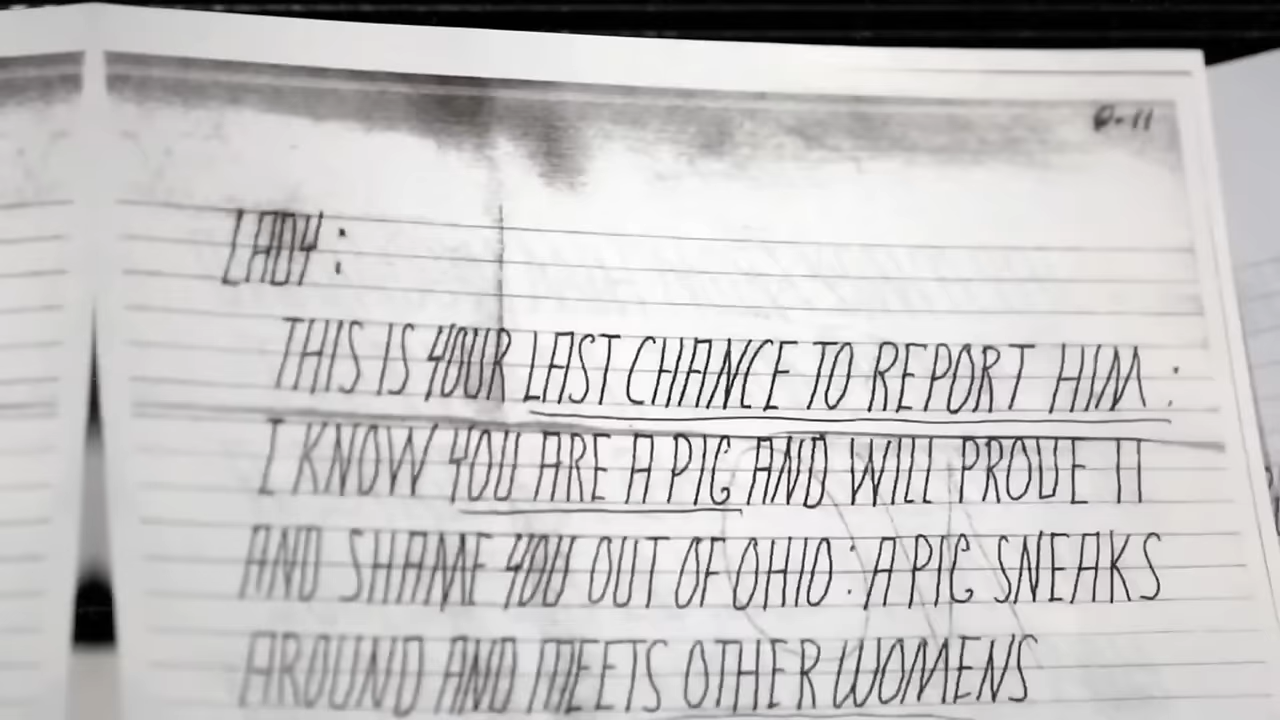 Q-11
LADY:
THIS IS YOUR LAST CHANCE TO REPORT HIM:
I KNOW YOU ARE A PIG AND WILL PROVE IT
AND SHAME YOU OUT OF OHIO: A PIG SNEAKS
AROUND AND MEETS OTHER WOMENS